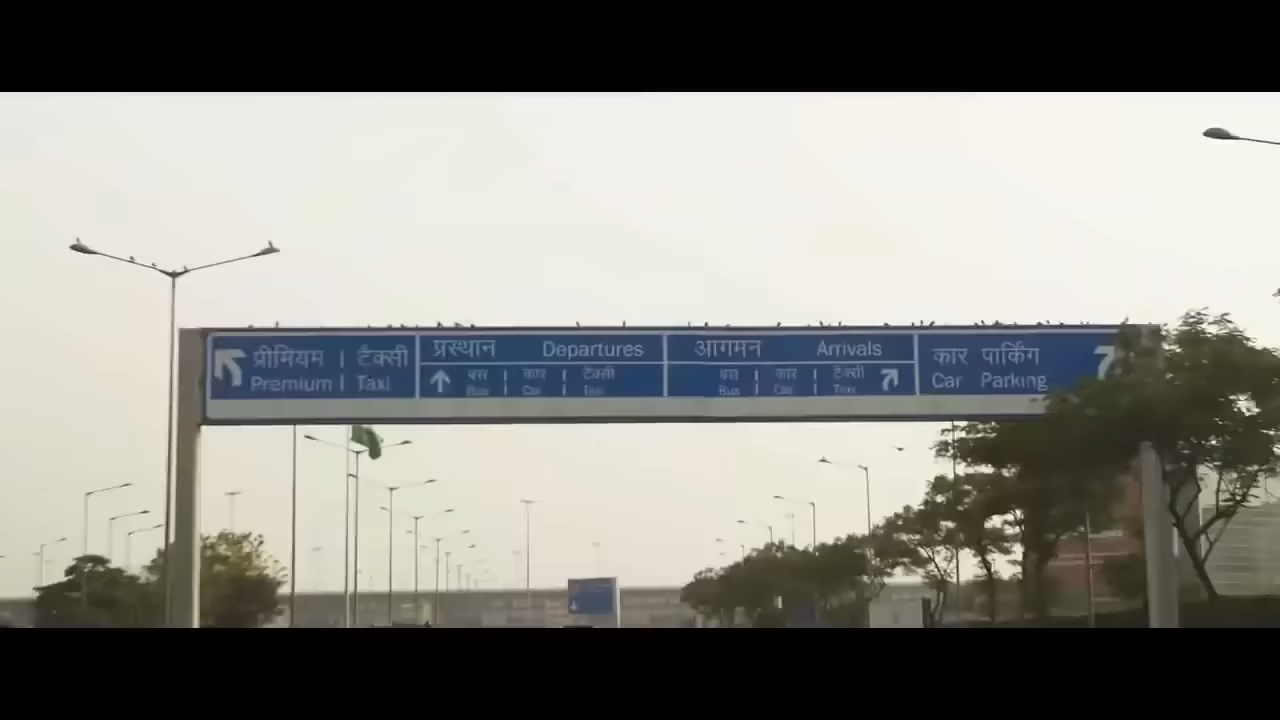 प्रीमियम | टैक्सी
Premium | Taxi
प्रस्थान Departures
बस | कार | टैक्सी
Bus | Car | Taxi
आगमन Arrivals
बस | कार | टैक्सी
Bus | Car | Taxi
कार पार्किंग
Car Parking